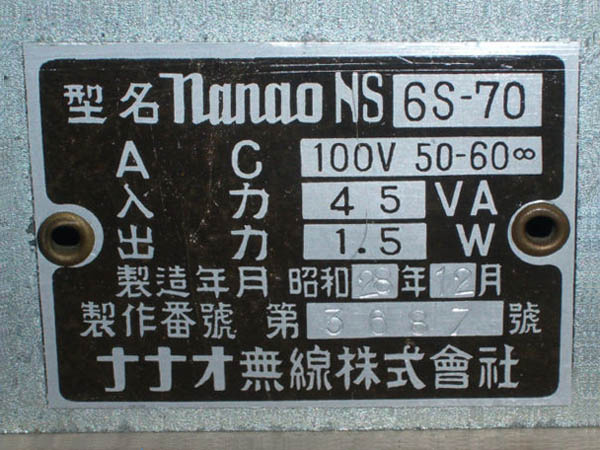 型名 nanao NS 6S-70
AC 100V 50-60∞
入力 45 VA
出力 1.5 W
製造年月 昭和28年12月
製作番號 第 3687 號
ナナオ無線株式會社